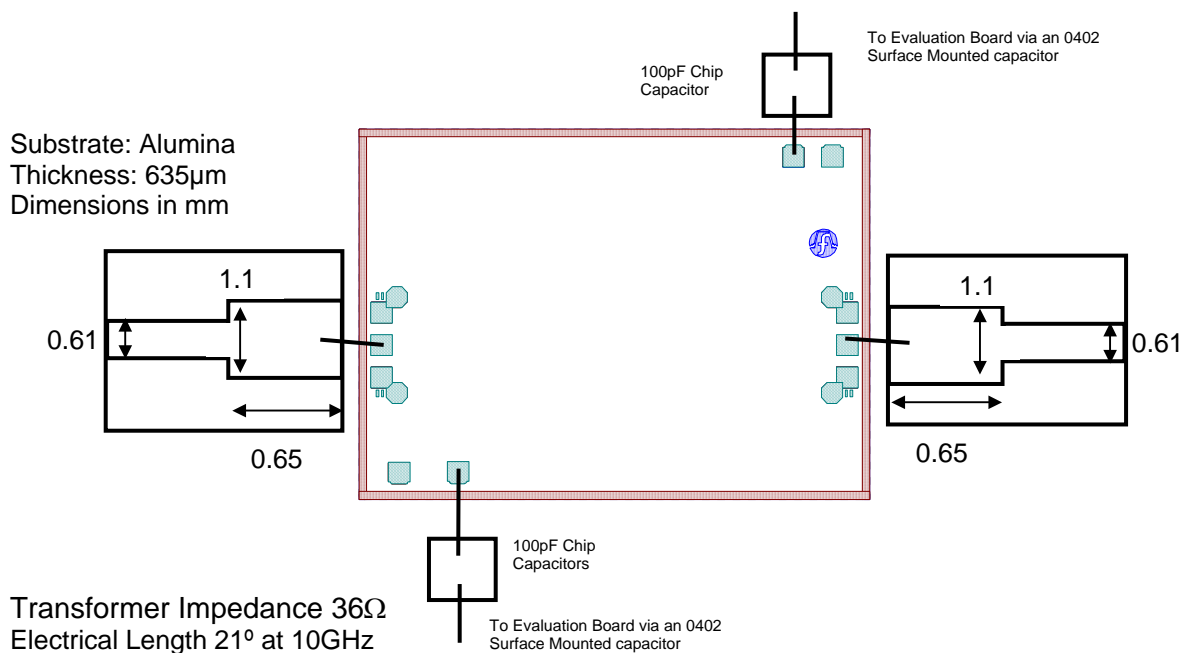 To Evaluation Board via an 0402
Surface Mounted capacitor
100pF Chip
Capacitor
Substrate: Alumina
Thickness: 635µm
Dimensions in mm
1.1
0.61
0.65
1.1
0.61
0.65
100pF Chip
Capacitors
To Evaluation Board via an 0402
Surface Mounted capacitor
Transformer Impedance 36Ω
Electrical Length 21º at 10GHz